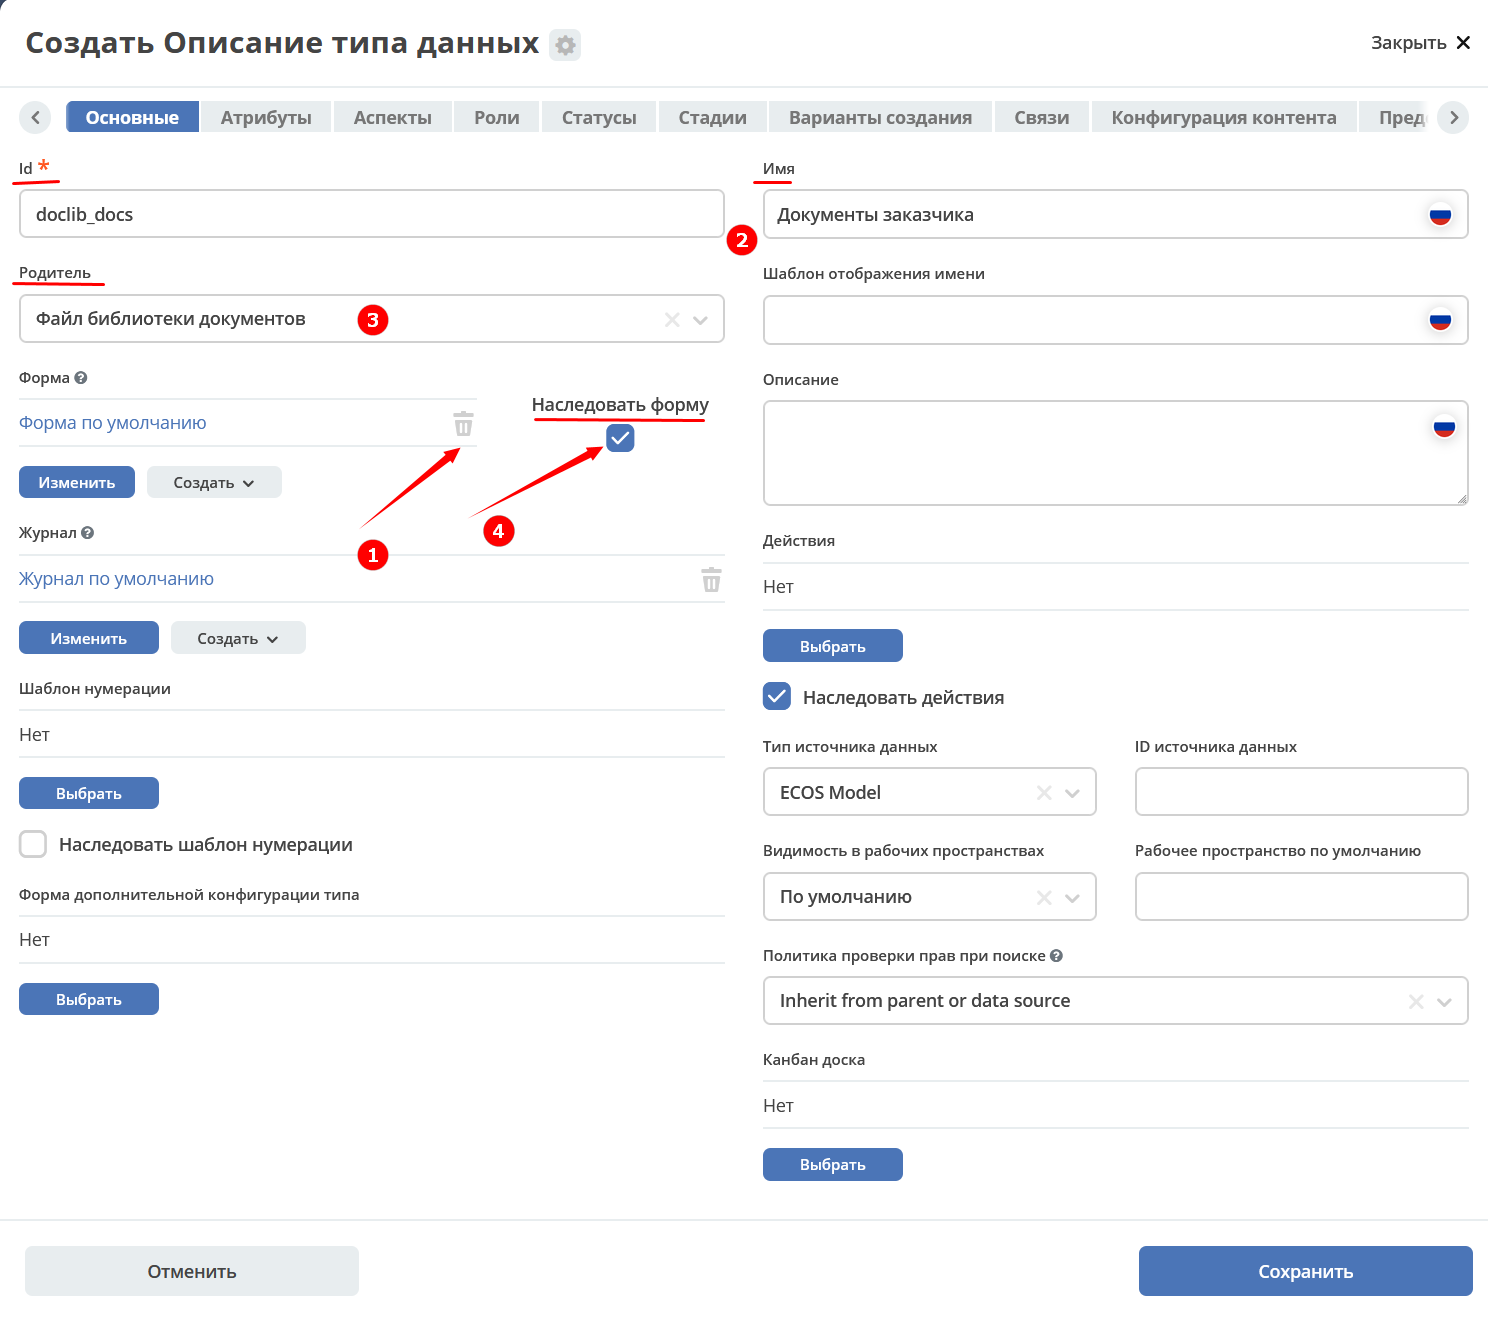 Создать Описание типа данных
Закрыть
Основные Атрибуты Аспекты Роли Статусы Стадии Варианты создания Связи Конфигурация контента
Id *
doclib_docs
Имя
Документы заказчика
2
Родитель
Файл библиотеки документов
3
Шаблон отображения имени
Форма
Форма по умолчанию
Наследовать форму
Изменить Создать
1
4
Описание
Журнал
Журнал по умолчанию
Изменить Создать
Действия
Нет
Выбрать
Наследовать действия
Шаблон нумерации
Нет
Выбрать
Наследовать шаблон нумерации
Форма дополнительной конфигурации типа
Нет
Выбрать
Тип источника данных
ECOS Model
ID источника данных
Видимость в рабочих пространствах
По умолчанию
Рабочее пространство по умолчанию
Политика проверки прав при поиске
Inherit from parent or data source
Канбан доска
Нет
Выбрать
Отменить
Сохранить